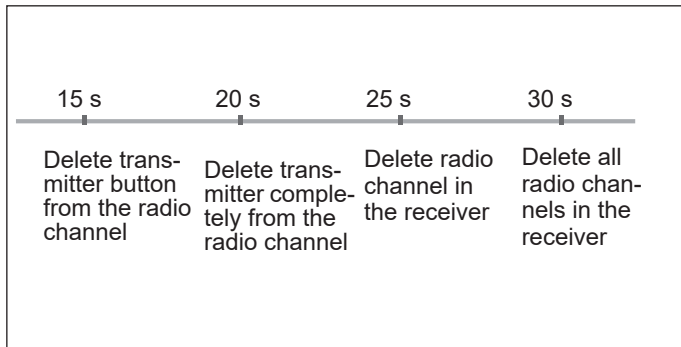 15 s 20 s 25 s 30 s
Delete trans-
mitter button
from the radio
channel
Delete trans-
mitter comple-
tely from the
radio channel
Delete radio
channel in
the receiver
Delete all
radio chan-
nels in the
receiver